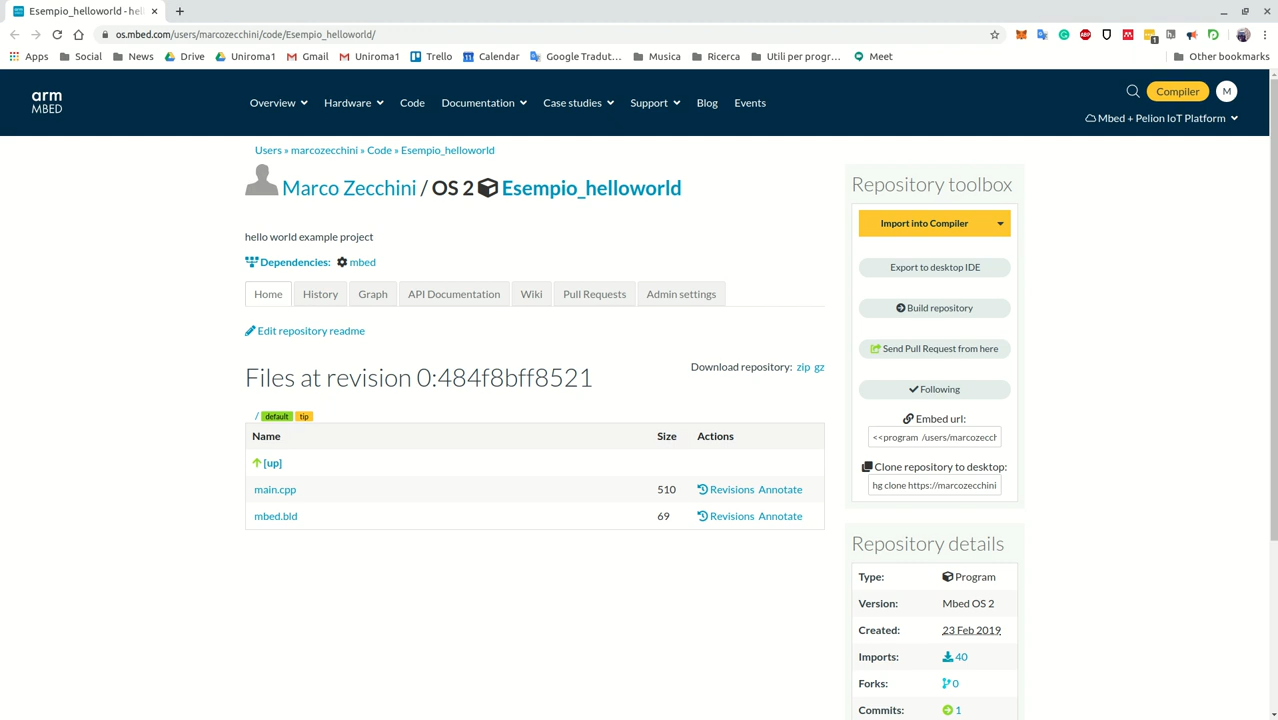 Esempio_helloworld - hello w
os.mbed.com/users/marcozecchini/code/Esempio_helloworld/
Apps Social News Drive Uniroma1 Gmail Uniroma1 Trello Calendar Google Tradut... Musica Ricerca Utili per progr... Meet Other bookmarks
arm
MBED
Overview Hardware Code Documentation Case studies Support Blog Events
Compiler M
Mbed + Pelion IoT Platform
Users » marcozecchini » Code » Esempio_helloworld
Marco Zecchini / OS 2 Esempio_helloworld
hello world example project
Dependencies: mbed
Home History Graph API Documentation Wiki Pull Requests Admin settings
Edit repository readme
Download repository: zip gz
Files at revision 0:484f8bff8521
/ default tip
Name Size Actions
[up]
main.cpp 510 Revisions Annotate
mbed.bld 69 Revisions Annotate
Repository toolbox
Import into Compiler
Export to desktop IDE
Build repository
Send Pull Request from here
Following
Embed url:
<<program /users/marcozecch
Clone repository to desktop:
hg clone https://marcozecchini
Repository details
Type: Program
Version: Mbed OS 2
Created: 23 Feb 2019
Imports: 40
Forks: 0
Commits: 1